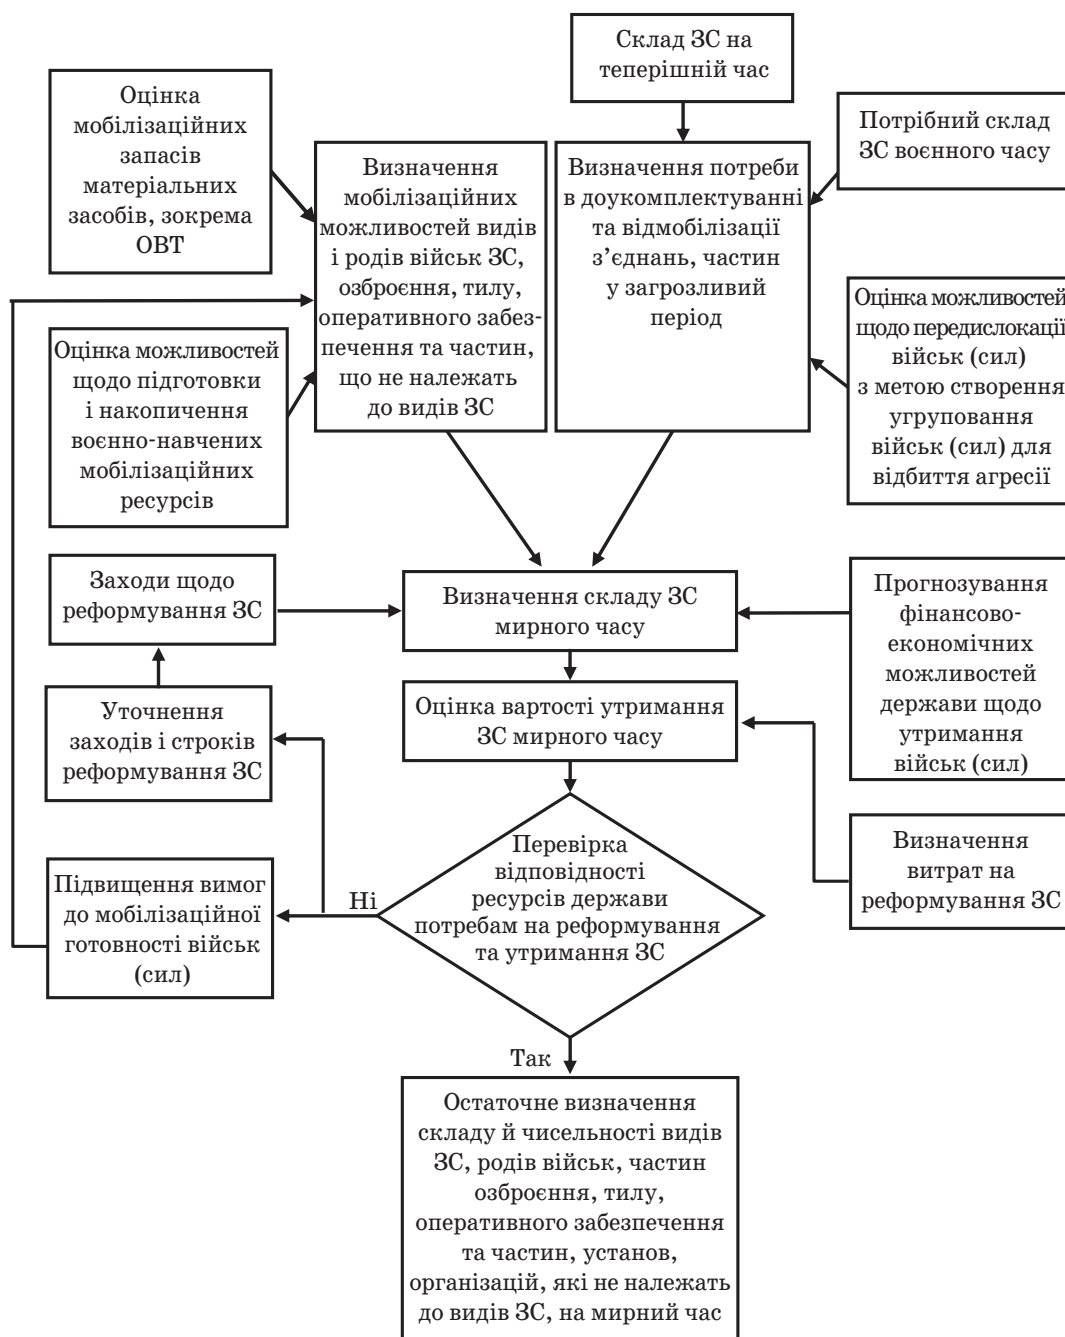 Склад ЗС на
теперішній час
Оцінка
мобілізаційних
запасів
матеріальних
засобів, зокрема
ОВТ
Визначення
мобілізаційних
можливостей видів
і родів військ ЗС,
озброєння, тилу,
оперативного забез-
печення та частин,
що не належать
до видів ЗС
Визначення потреби
в доукомплектуванні
та відмобілізації
з’єднань, частин
у загрозливий
період
Потрібний склад
ЗС воєнного часу
Оцінка можливостей
щодо підготовки
і накопичення
воєнно-навчених
мобілізаційних
ресурсів
Оцінка можливостей
щодо передислокації
військ (сил)
з метою створення
угруповання
військ (сил) для
відбиття агресії
Заходи щодо
реформування ЗС
Визначення складу ЗС
мирного часу
Прогнозування
фінансово-
економічних
можливостей
держави щодо
утримання
військ (сил)
Уточнення
заходів і строків
реформування ЗС
Оцінка вартості утримання
ЗС мирного часу
Підвищення вимог
до мобілізаційної
готовності військ
(сил)
Ні
Перевірка
відповідності
ресурсів держави
потребам на реформування
та утримання ЗС
Визначення
витрат на
реформування ЗС
Так
Остаточне визначення
складу й чисельності видів
ЗС, родів військ, частин
озброєння, тилу,
оперативного забезпечення
та частин, установ,
організацій, які не належать
до видів ЗС, на мирний час